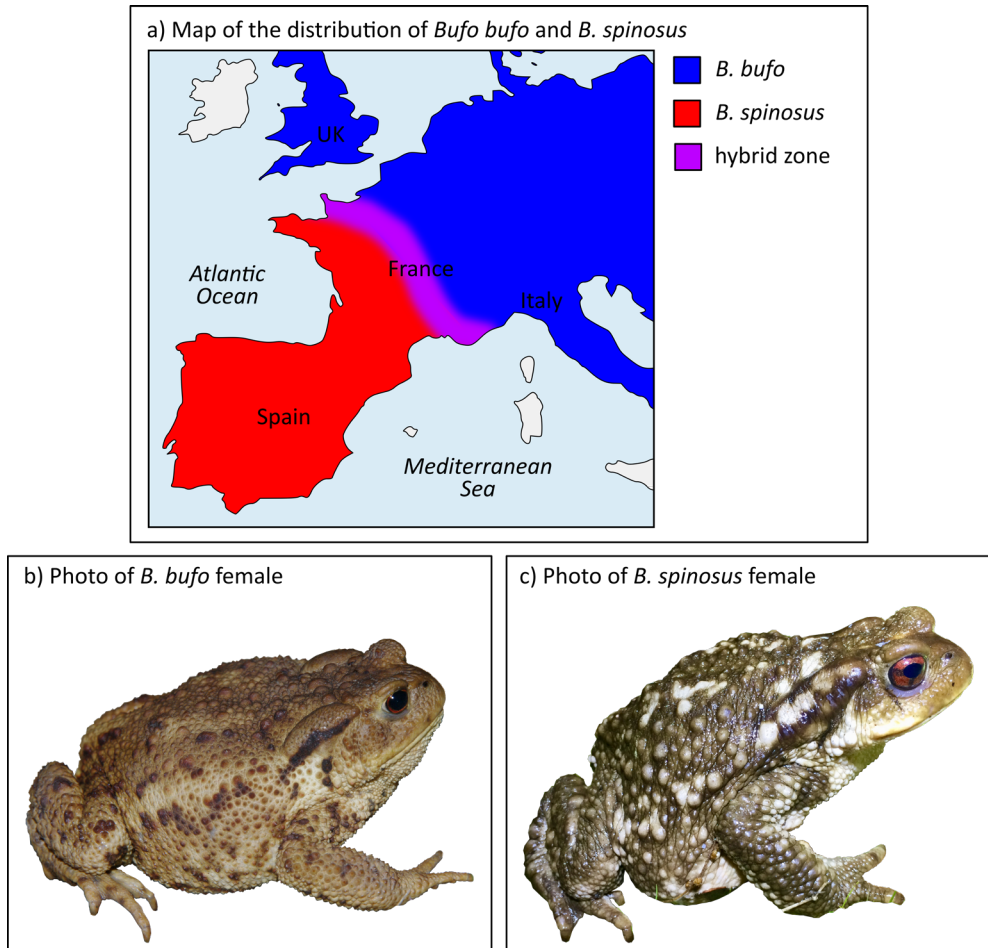 a) Map of the distribution of Bufo bufo and B. spinosus
B. bufo
B. spinosus
hybrid zone
UK
France
Atlantic
Ocean
Italy
Spain
Mediterranean
Sea
b) Photo of B. bufo female
c) Photo of B. spinosus female